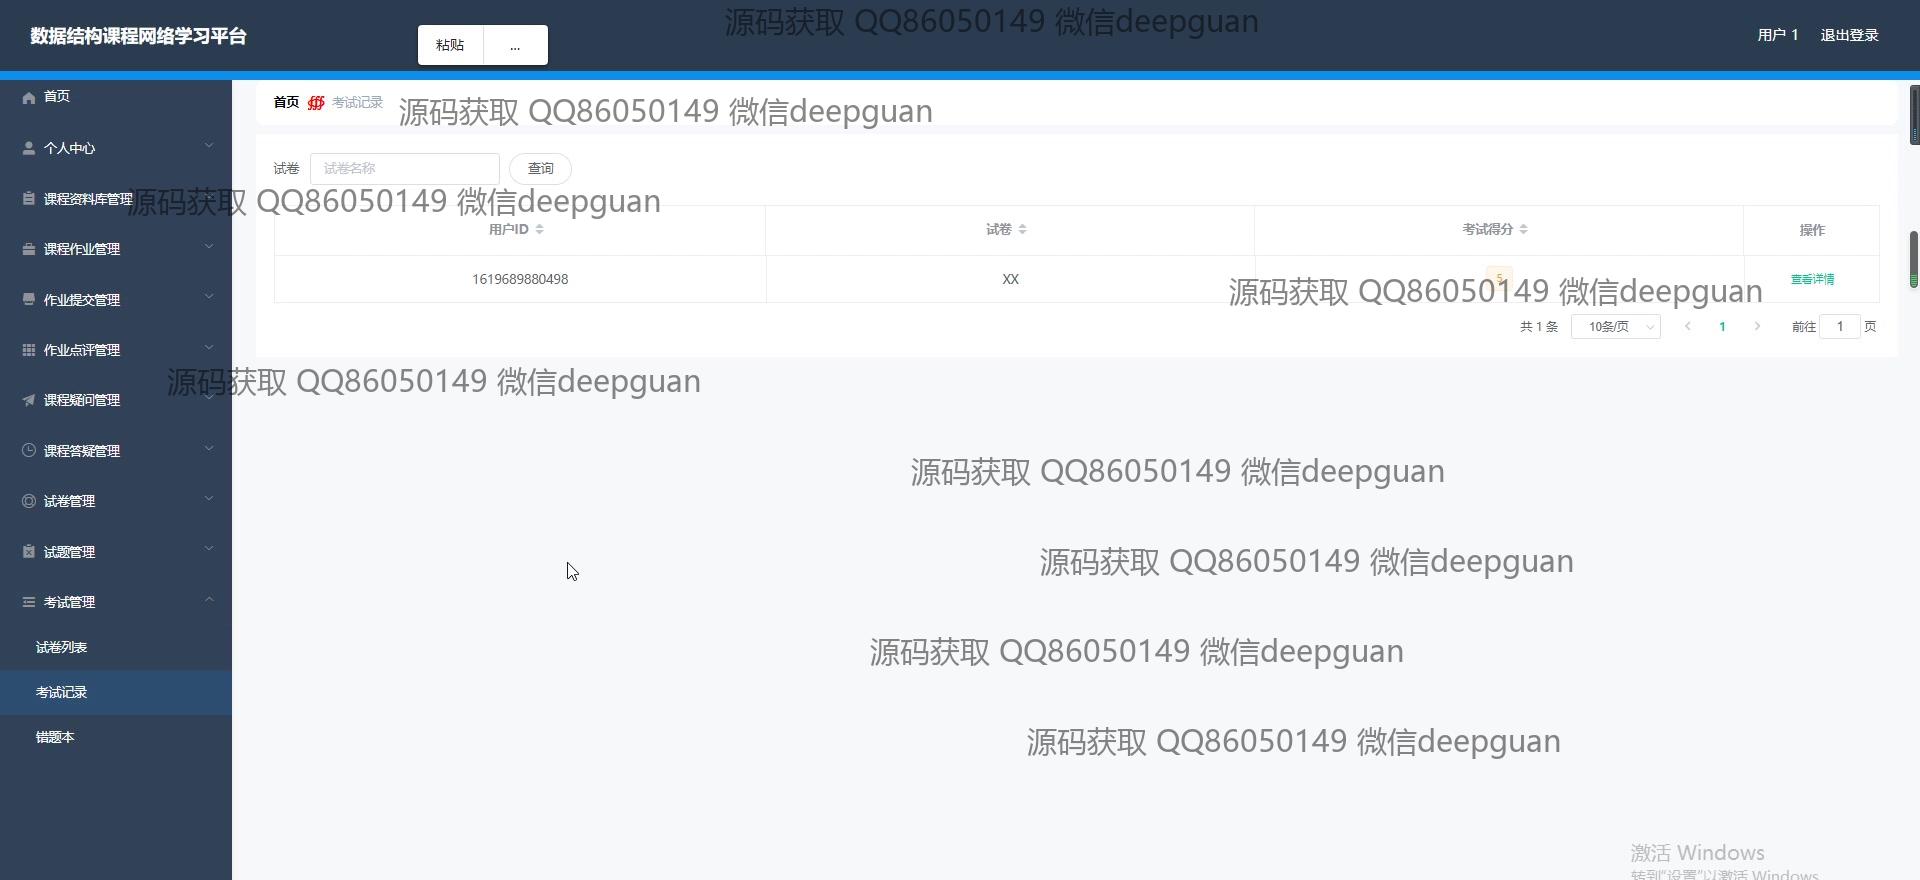 数据结构课程网络学习平台
粘贴
...
源码获取 QQ86050149 微信deepguan
用户 1
退出登录
首页
个人中心
课程资料库管理
课程作业管理
作业提交管理
作业点评管理
课程疑问管理
课程答疑管理
试卷管理
试题管理
考试管理
试卷列表
考试记录
错题本
首页 考试记录
源码获取 QQ86050149 微信deepguan
试卷 试卷名称 查询
源码获取 QQ86050149 微信deepguan
用户ID 试卷 考试得分 操作
1619689880498 XX 5 查看详情
源码获取 QQ86050149 微信deepguan
共 1 条 10条/页 1 前往 1 页
源码获取 QQ86050149 微信deepguan
源码获取 QQ86050149 微信deepguan
源码获取 QQ86050149 微信deepguan
源码获取 QQ86050149 微信deepguan
源码获取 QQ86050149 微信deepguan
激活 Windows
转到"设置"以激活 Windows